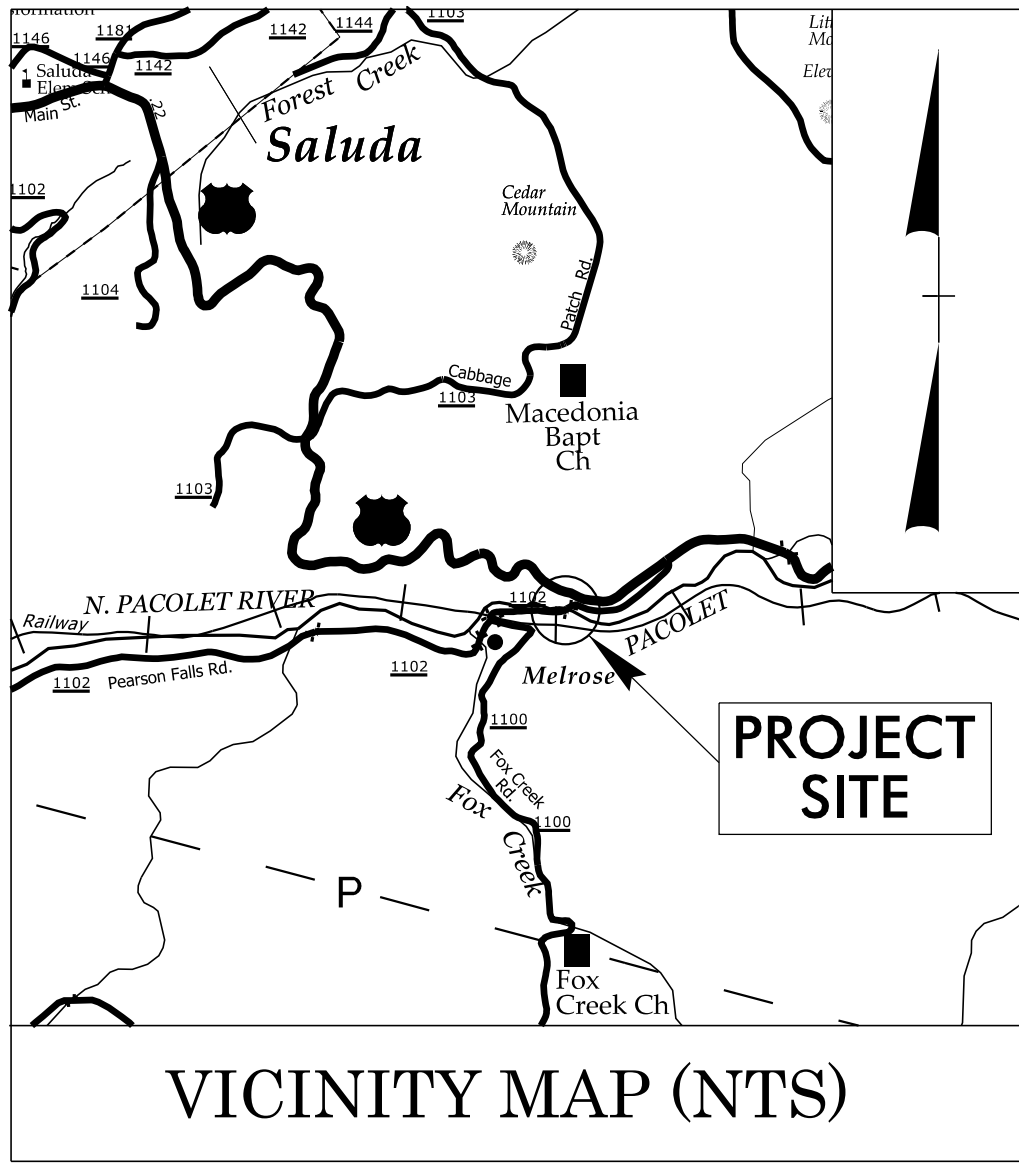 1146
1181
1142
1144
1103
1146
1142
Saluda
Main St.
Forest Creek
Saluda
1102
1104
Cedar
Mountain
Patch Rd.
Cabbage
1103
Macedonia
Bapt
Ch
1103
N. PACOLET RIVER
Railway
1102
PACOLET
1102
Pearson Falls Rd.
1102
Melrose
1100
Fox Creek
Rd.
Fox
Creek
1100
PROJECT
SITE
P
Fox
Creek Ch
VICINITY MAP (NTS)